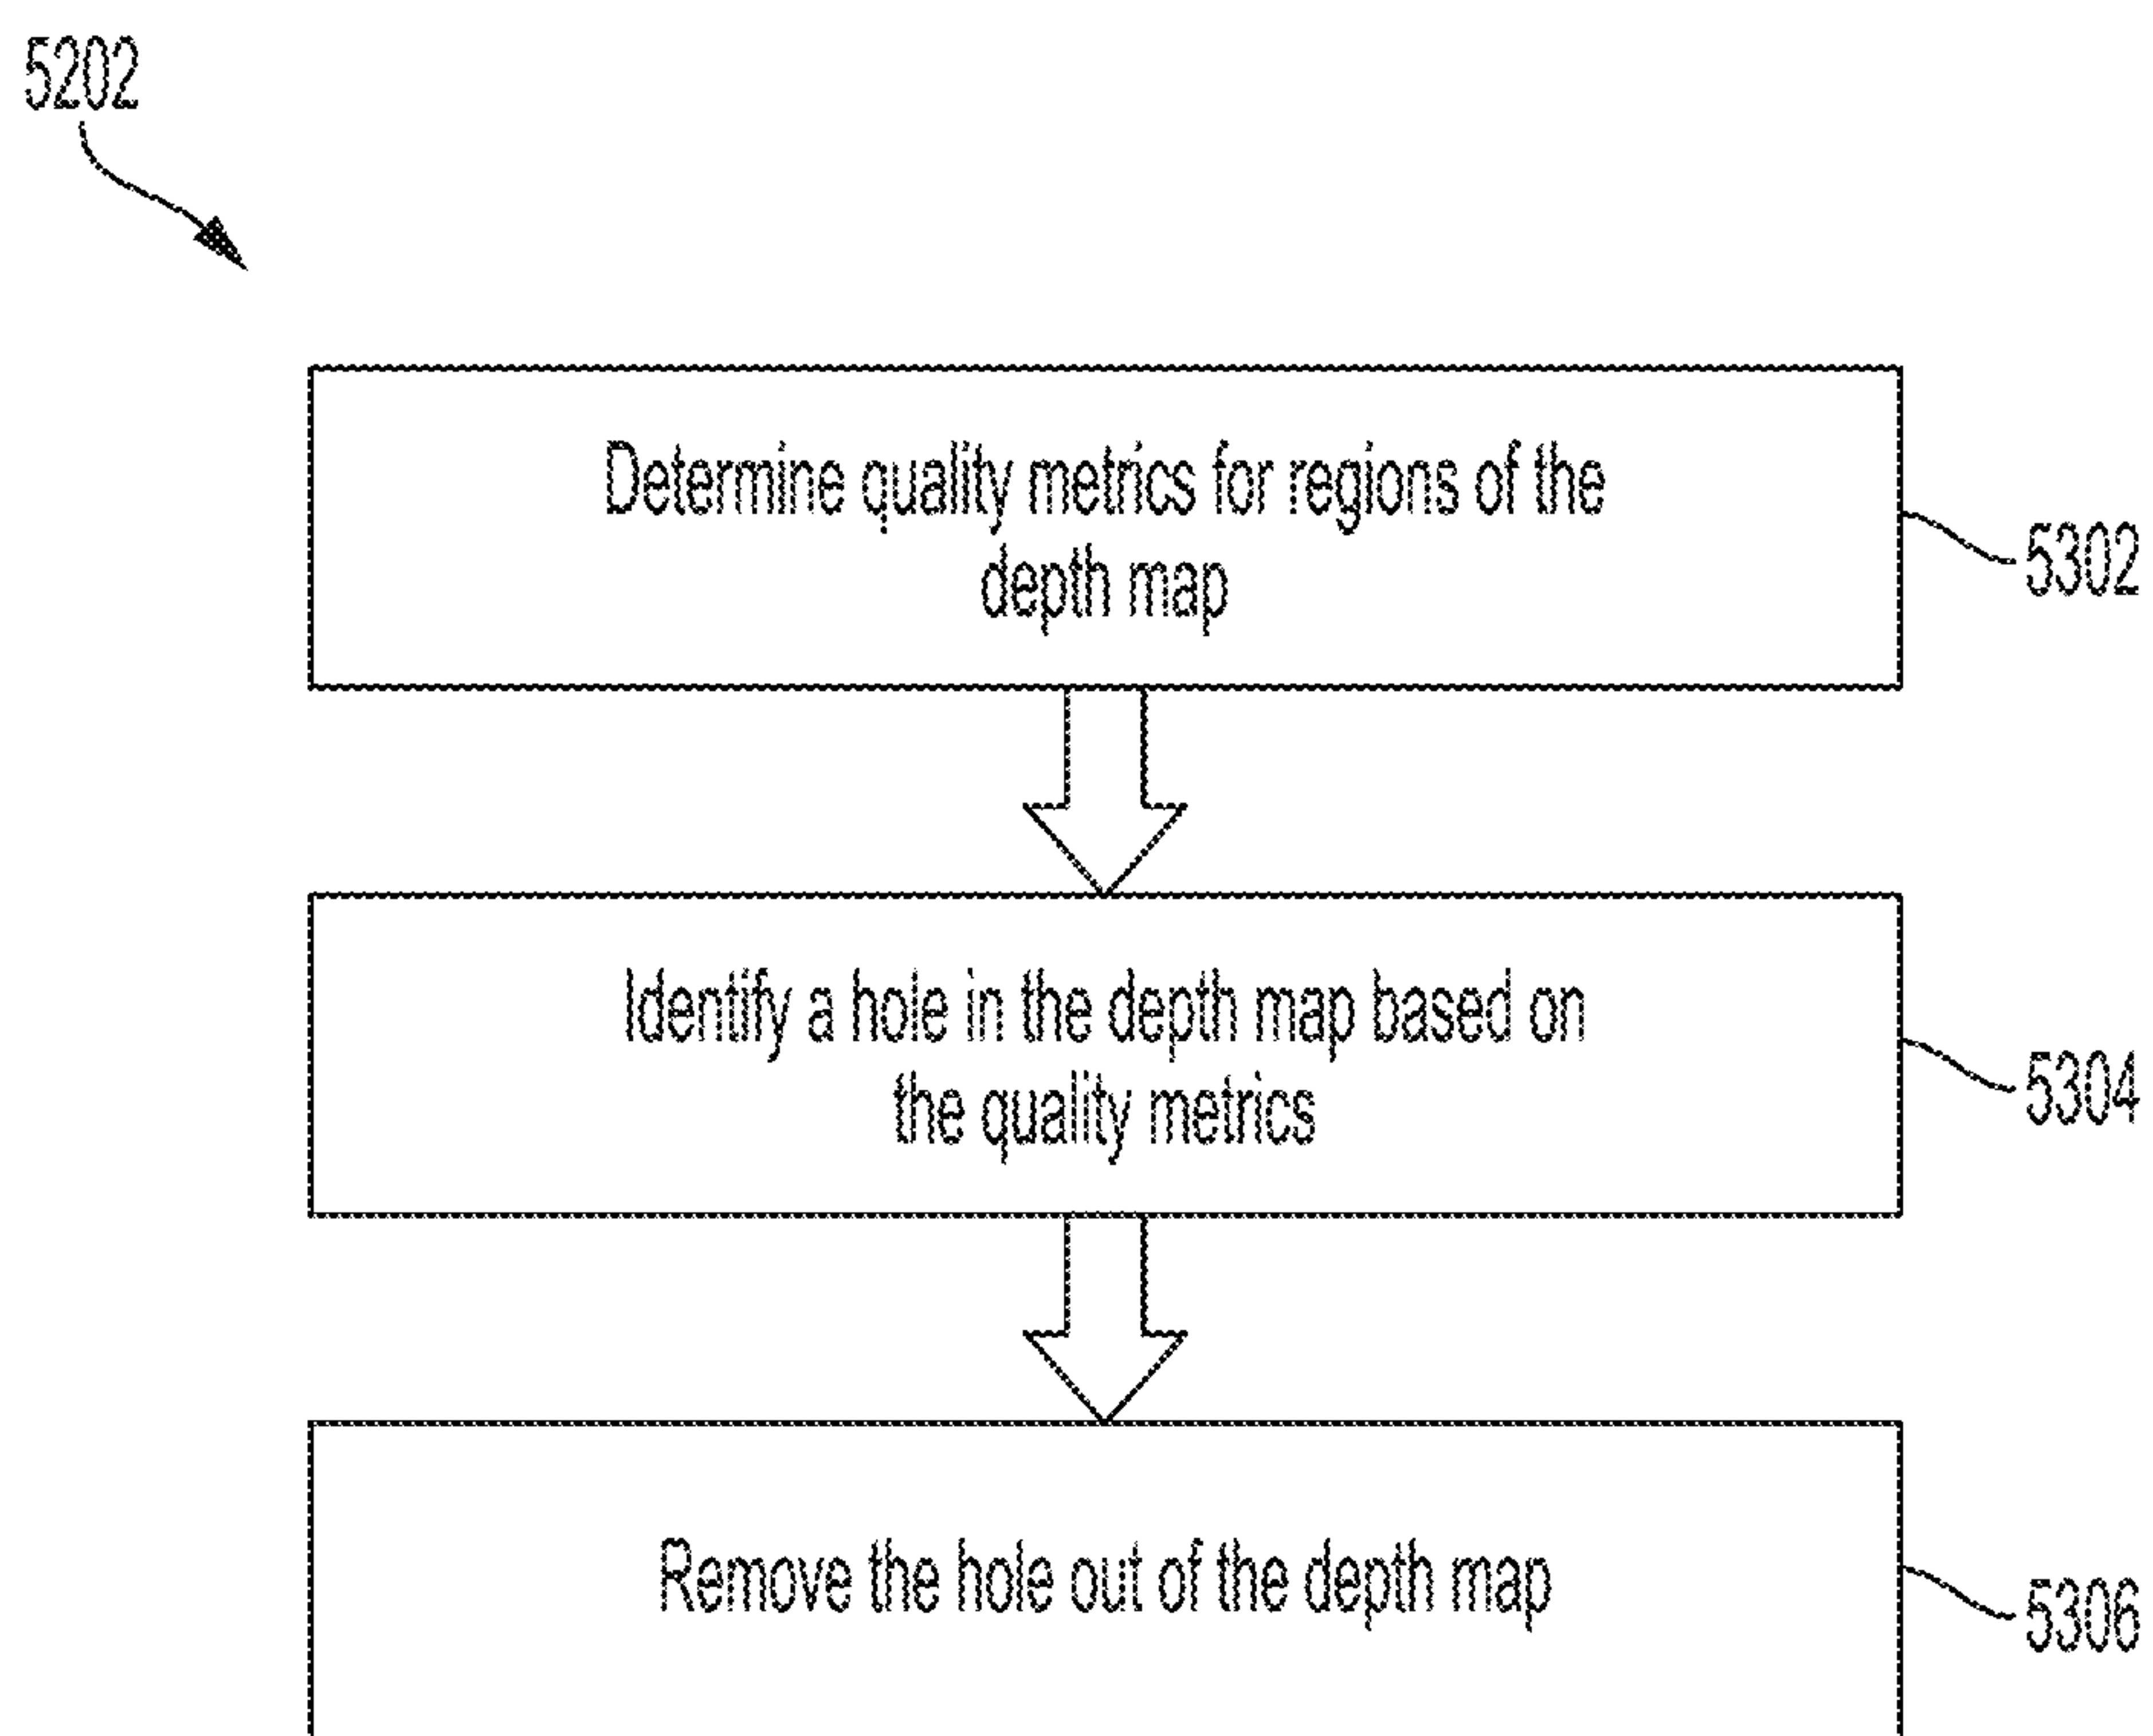 5202
Determine quality metrics for regions of the
depth map
5302
Identify a hole in the depth map based on
the quality metrics
5304
Remove the hole out of the depth map
5306